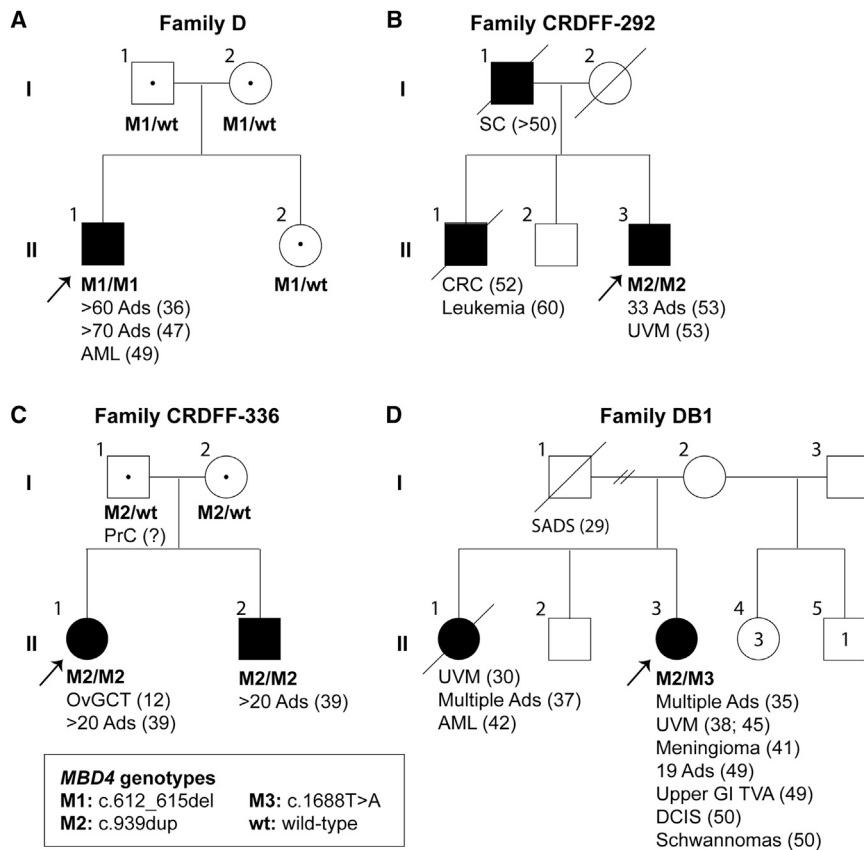 A
Family D
1
2
I
M1/wt
M1/wt
1
2
II
M1/M1
>60 Ads (36)
>70 Ads (47)
AML (49)
M1/wt
B
Family CRDFF-292
1
2
I
SC (>50)
1
2
3
II
CRC (52)
Leukemia (60)
M2/M2
33 Ads (53)
UVM (53)
C
Family CRDFF-336
1
2
I
M2/wt
PrC (?)
M2/wt
1
2
II
M2/M2
OvGCT (12)
>20 Ads (39)
M2/M2
>20 Ads (39)
MBD4 genotypes
M1: c.612_615del
M2: c.939dup
M3: c.1688T>A
wt: wild-type
D
Family DB1
1
2
3
I
SADS (29)
1
2
3
4
5
3
1
II
UVM (30)
Multiple Ads (37)
AML (42)
M2/M3
Multiple Ads (35)
UVM (38; 45)
Meningioma (41)
19 Ads (49)
Upper GI TVA (49)
DCIS (50)
Schwannomas (50)